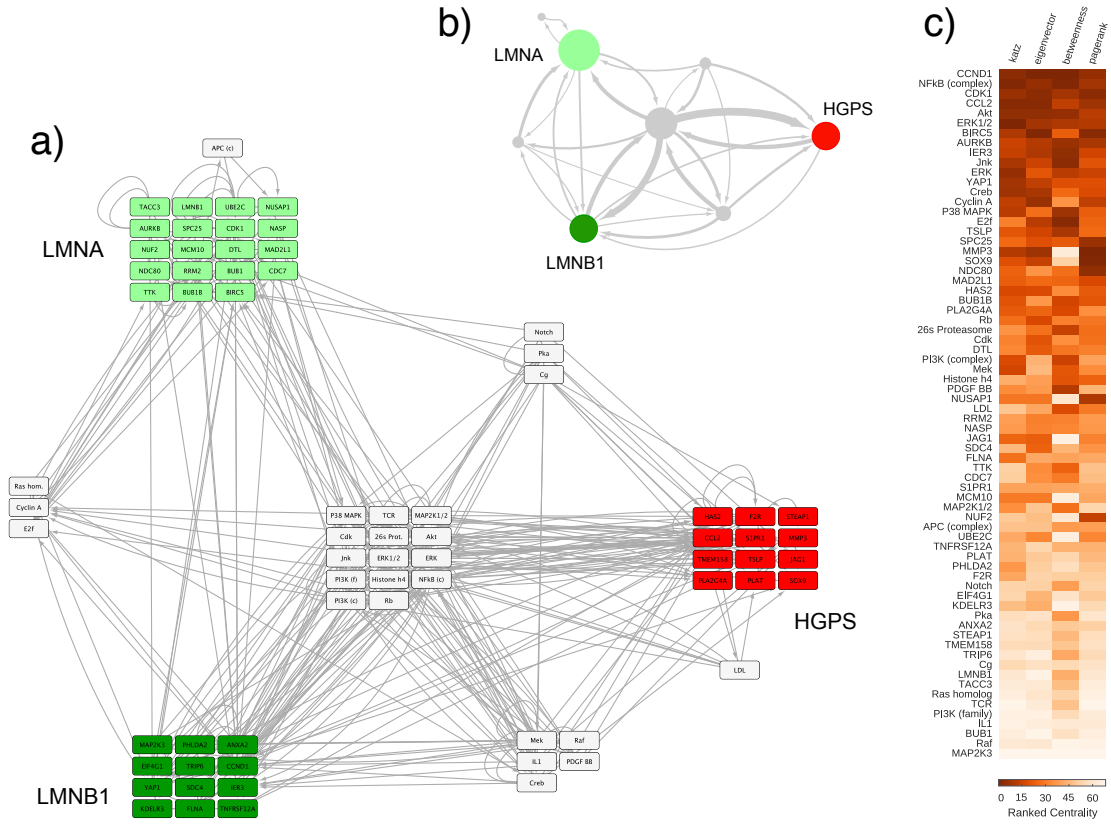 a)
APC (c)
TACC3 LMNB1 UBE2C NUSAP1
AURKB SPC25 CDK1 NASP
NUF2 MCM10 DTL MAD2L1
NDC80 RRM2 BUB1 CDC7
TTK BUB1B BIRC5
LMNA
Notch
Pka
Cg
Ras hom.
Cyclin A
E2f
P38 MAPK TCR MAP2K1/2
Cdk 26s Prot. Akt
Jnk ERK1/2 ERK
PI3K (f) Histone h4 NFkB (c)
PI3K (c) Rb
HAS2 F2R STEAP1
CCL2 S1PR1 MMP3
TMEM158 TSLP JAG1
PLA2G4A PLAT SOX9
HGPS
LDL
Mek Raf
IL1 PDGF BB
Creb
MAP2K3 PHLDA2 ANXA2
EIF4G1 TRIP6 CCND1
YAP1 SDC4 IER3
KDELR3 FLNA TNFRSF12A
LMNB1
b)
LMNA
HGPS
LMNB1
c)
katz eigenvector betweenness pagerank
CCND1
NFkB (complex)
CDK1
CCL2
Akt
ERK1/2
BIRC5
AURKB
IER3
Jnk
ERK
YAP1
Creb
Cyclin A
P38 MAPK
E2f
TSLP
SPC25
MMP3
SOX9
NDC80
MAD2L1
HAS2
BUB1B
PLA2G4A
Rb
26s Proteasome
Cdk
DTL
PI3K (complex)
Mek
Histone h4
PDGF BB
NUSAP1
LDL
RRM2
NASP
JAG1
SDC4
FLNA
TTK
CDC7
S1PR1
MCM10
MAP2K1/2
NUF2
APC (complex)
UBE2C
TNFRSF12A
PLAT
PHLDA2
F2R
Notch
EIF4G1
KDELR3
Pka
ANXA2
STEAP1
TMEM158
TRIP6
Cg
LMNB1
TACC3
Ras homolog
TCR
PI3K (family)
IL1
BUB1
Raf
MAP2K3
0 15 30 45 60
Ranked Centrality